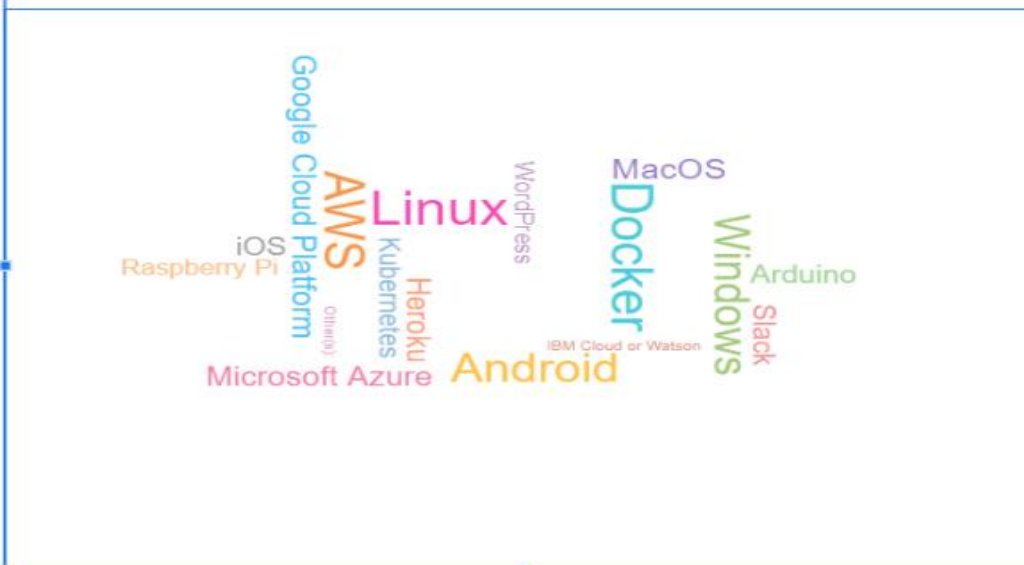 Google Cloud Platform
AWS
Linux
WordPress
MacOS
Docker
Windows
iOS
Raspberry Pi
Kubernetes
Heroku
Arduino
Other(s):
Slack
IBM Cloud or Watson
Microsoft Azure
Android